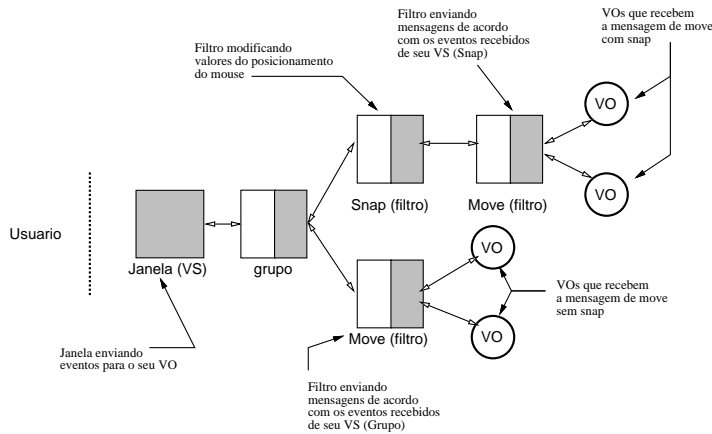 Filtro modificando
valores do posicionamento
do mouse
Filtro enviando
mensagens de acordo
com os eventos recebidos
de seu VS (Snap)
VOs que recebem
a mensagem de move
com snap
VO
VO
Snap (filtro)
Move (filtro)
Usuario
Janela (VS)
grupo
VO
VO
Move (filtro)
VOs que recebem
a mensagem de move
sem snap
Janela enviando
eventos para o seu VO
Filtro enviando
mensagens de acordo
com os eventos recebidos
de seu VS (Grupo)